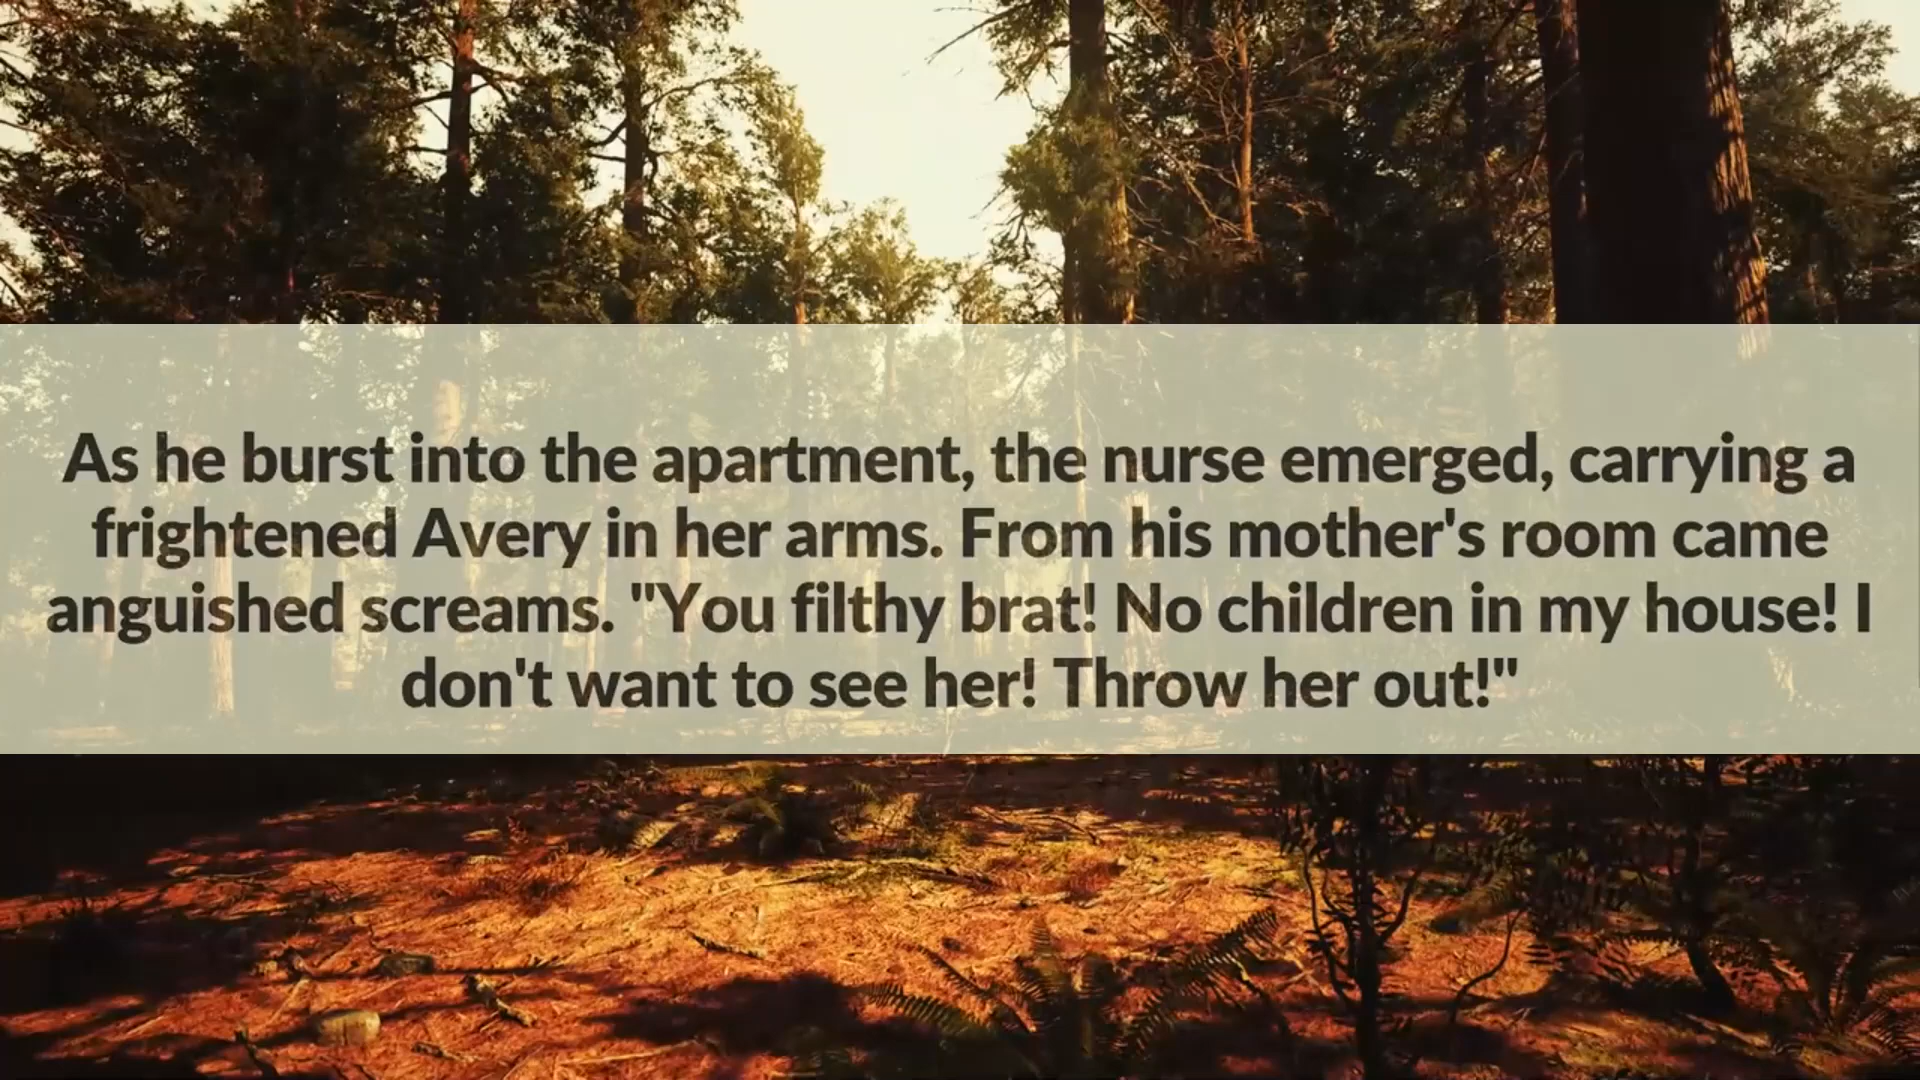 As he burst into the apartment, the nurse emerged, carrying a
frightened Avery in her arms. From his mother's room came
anguished screams. "You filthy brat! No children in my house! I
don't want to see her! Throw her out!"